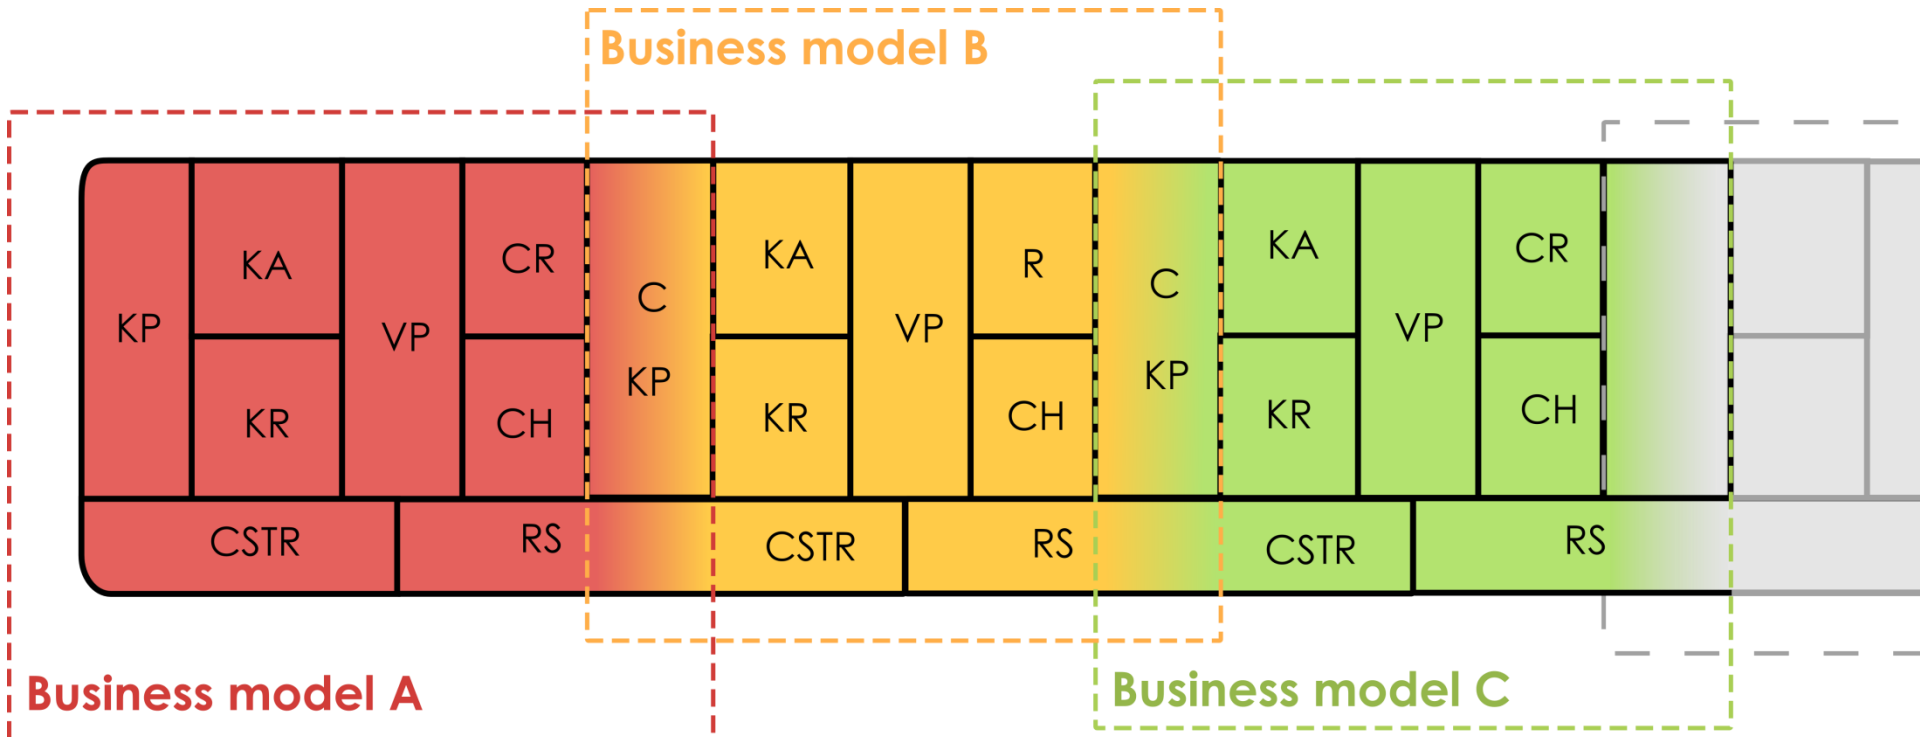 Business model B
KP
KA
KR
VP
CR
CH
C
KP
KA
KR
VP
R
CH
C
KP
KA
KR
VP
CR
CH
CSTR
RS
CSTR
RS
CSTR
RS
Business model A
Business model C